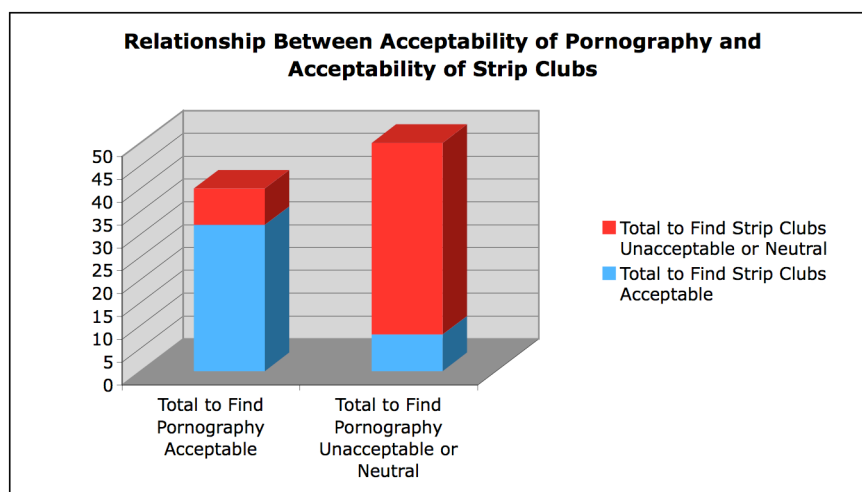 Relationship Between Acceptability of Pornography and
Acceptability of Strip Clubs
50
45
40
35
30
25
20
15
10
5
0
Total to Find
Pornography
Acceptable
Total to Find
Pornography
Unacceptable or
Neutral
Total to Find Strip Clubs
Unacceptable or Neutral
Total to Find Strip Clubs
Acceptable